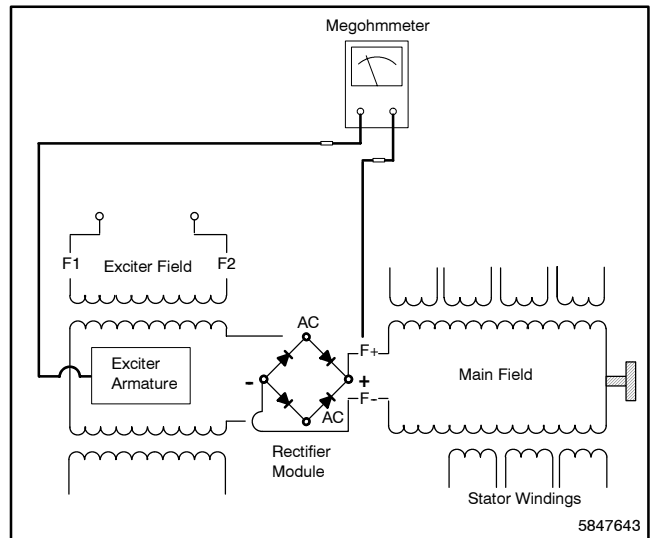 Megohmmeter
F1
Exciter Field
F2
AC
Exciter
Armature
F+
-
+
Main Field
F-
AC
Rectifier
Module
Stator Windings
5847643